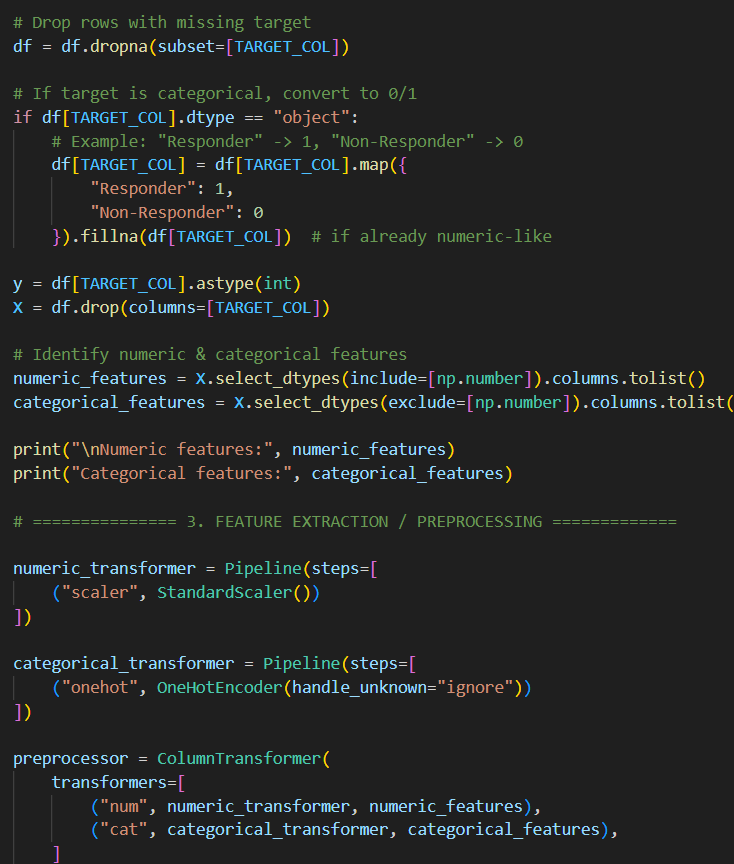 # Drop rows with missing target
df = df.dropna(subset=[TARGET_COL])
# If target is categorical, convert to 0/1
if df[TARGET_COL].dtype == "object":
    # Example: "Responder" -> 1, "Non-Responder" -> 0
    df[TARGET_COL] = df[TARGET_COL].map({
        "Responder": 1,
        "Non-Responder": 0
    }).fillna(df[TARGET_COL])  # if already numeric-like
y = df[TARGET_COL].astype(int)
X = df.drop(columns=[TARGET_COL])
# Identify numeric & categorical features
numeric_features = X.select_dtypes(include=[np.number]).columns.tolist()
categorical_features = X.select_dtypes(exclude=[np.number]).columns.tolist(
print("\nNumeric features:", numeric_features)
print("Categorical features:", categorical_features)
# =============== 3. FEATURE EXTRACTION / PREPROCESSING =============
numeric_transformer = Pipeline(steps=[
    ("scaler", StandardScaler())
])
categorical_transformer = Pipeline(steps=[
    ("onehot", OneHotEncoder(handle_unknown="ignore"))
])
preprocessor = ColumnTransformer(
    transformers=[
        ("num", numeric_transformer, numeric_features),
        ("cat", categorical_transformer, categorical_features),
    ]